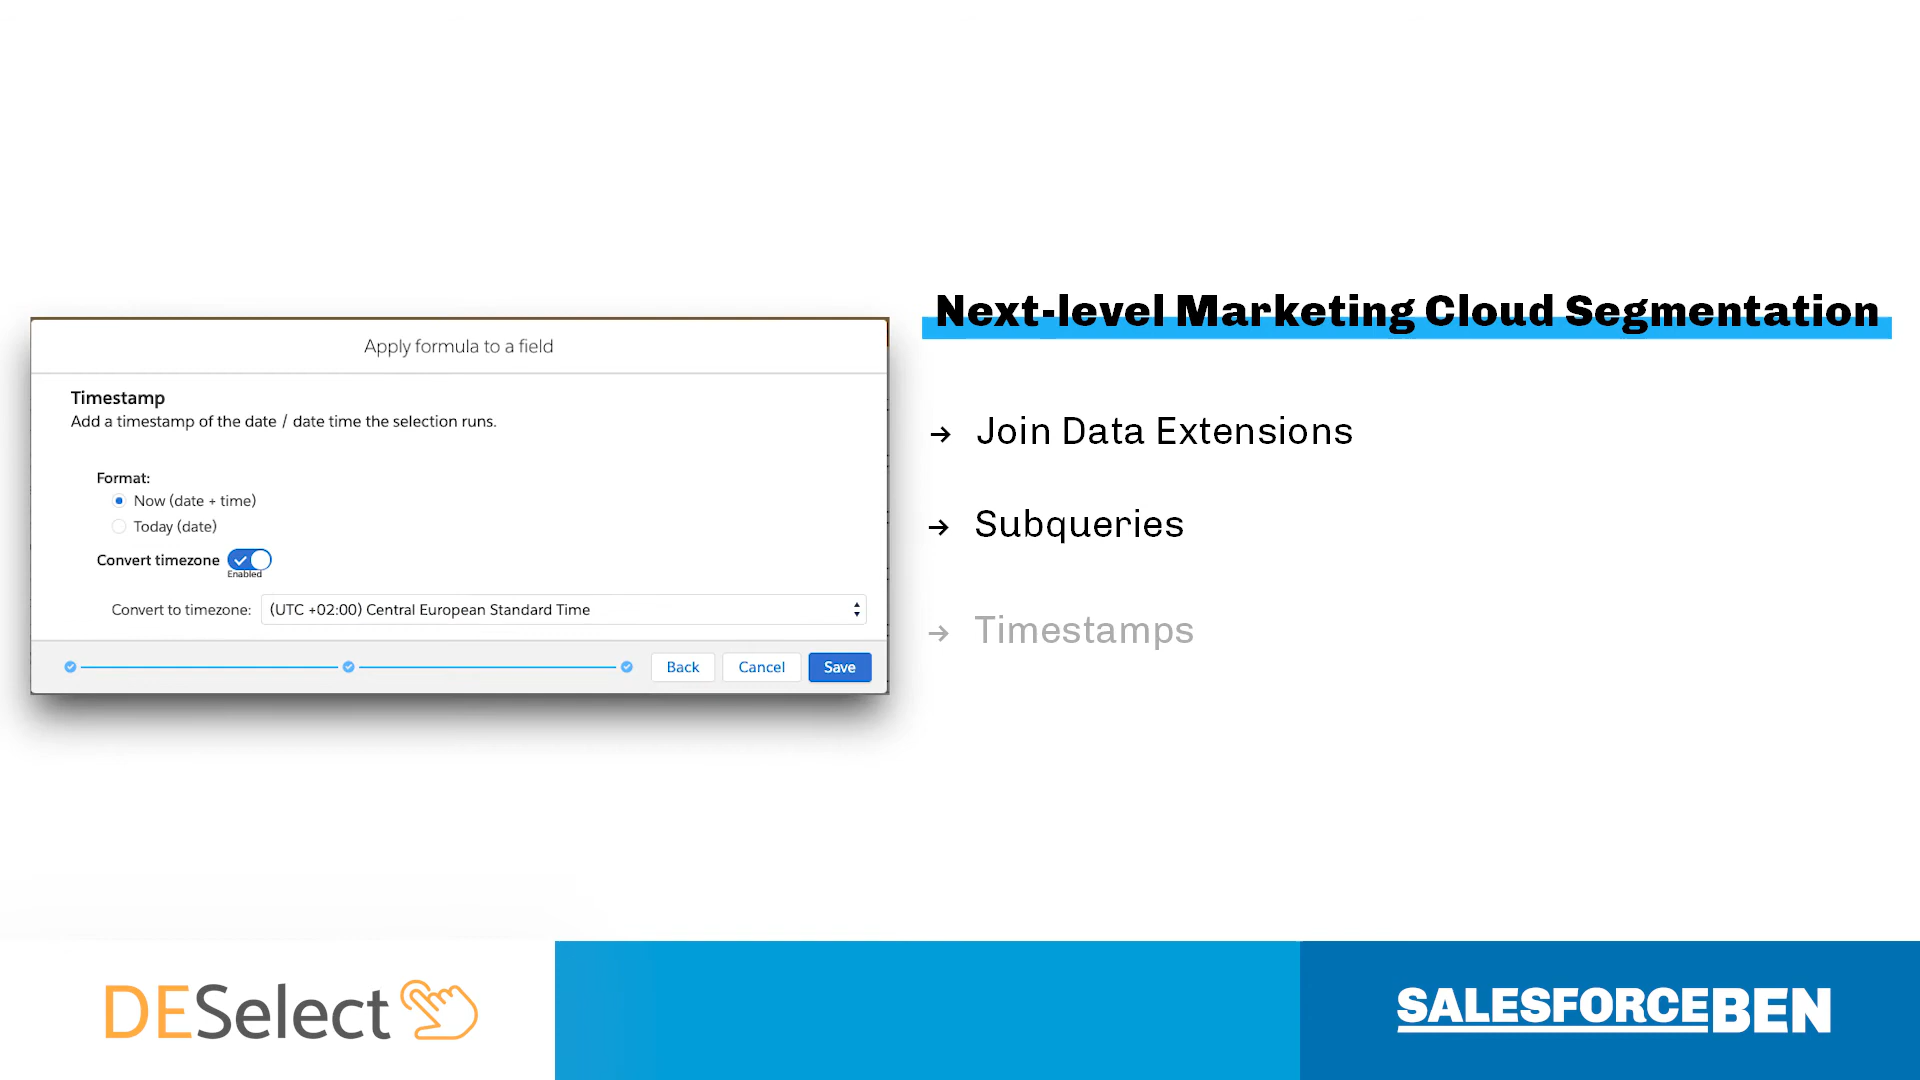 Next-level Marketing Cloud Segmentation
Apply formula to a field
Timestamp
Add a timestamp of the date / date time the selection runs.
Format:
Now (date + time)
Today (date)
Convert timezone
Enabled
Convert to timezone: (UTC +02:00) Central European Standard Time
Back Cancel Save
→ Join Data Extensions
→ Subqueries
→ Timestamps
DESelect
SALESFORCEBEN